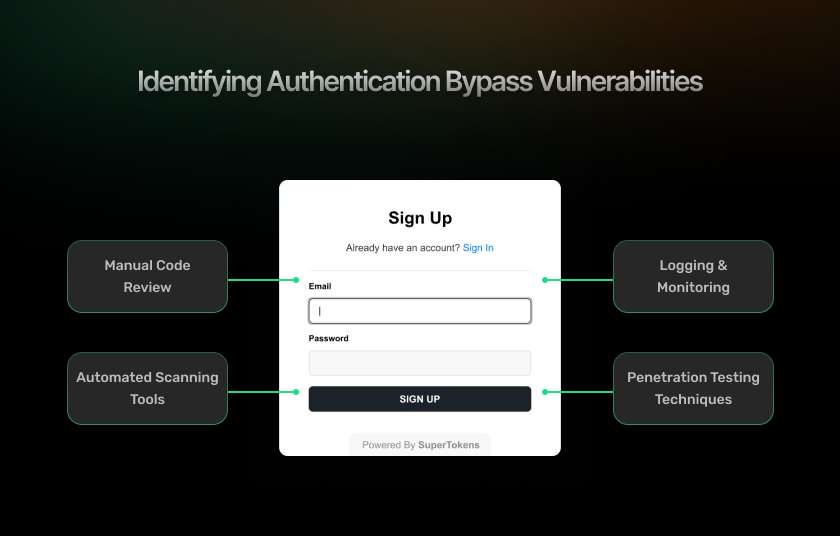 Identifying Authentication Bypass Vulnerabilities
Sign Up
Already have an account? Sign In
Email
Password
SIGN UP
Powered By SuperTokens
Manual Code
Review
Automated Scanning
Tools
Logging &
Monitoring
Penetration Testing
Techniques